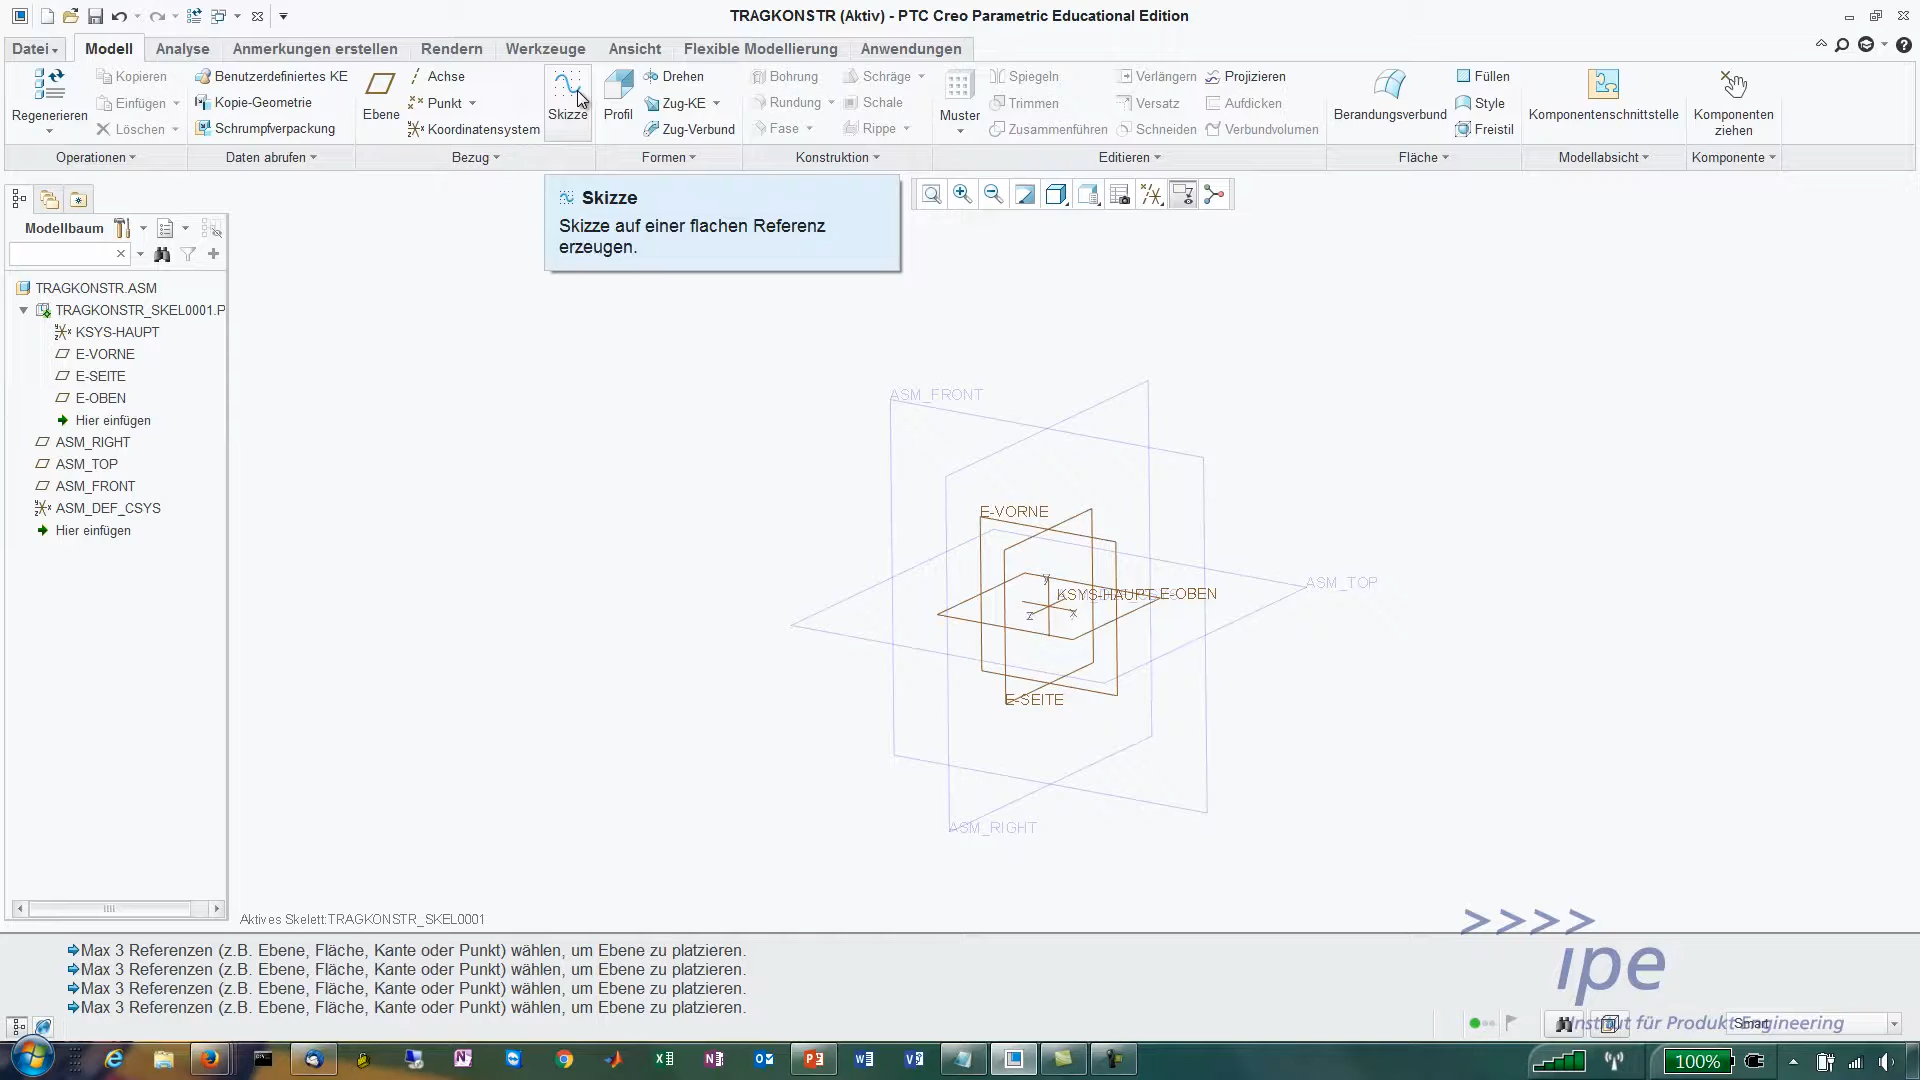 TRAGKONSTR (Aktiv) - PTC Creo Parametric Educational Edition
Datei Modell Analyse Anmerkungen erstellen Rendern Werkzeuge Ansicht Flexible Modellierung Anwendungen
Regenerieren
Kopieren
Einfügen
Löschen
Operationen
Benutzerdefiniertes KE
Kopie-Geometrie
Schrumpfverpackung
Daten abrufen
Ebene
Achse
Punkt
Koordinatensystem
Skizze
Bezug
Profil
Drehen
Zug-KE
Zug-Verbund
Formen
Bohrung
Rundung
Fase
Schräge
Schale
Rippe
Konstruktion
Muster
Spiegeln
Trimmen
Zusammenführen
Verlängern
Versatz
Schneiden
Projizieren
Aufdicken
Verbundvolumen
Editieren
Berandungsverbund
Füllen
Style
Freistil
Fläche
Komponentenschnittstelle
Modellabsicht
Komponenten
ziehen
Komponente
Skizze
Skizze auf einer flachen Referenz
erzeugen.
Modellbaum
TRAGKONSTR.ASM
TRAGKONSTR_SKEL0001.P
KSYS-HAUPT
E-VORNE
E-SEITE
E-OBEN
Hier einfügen
ASM_RIGHT
ASM_TOP
ASM_FRONT
ASM_DEF_CSYS
Hier einfügen
ASM_FRONT
E-VORNE
ASM_TOP
y
KSYS-HAUPT E-OBEN
z x
E-SEITE
ASM_RIGHT
Aktives Skelett:TRAGKONSTR_SKEL0001
Max 3 Referenzen (z.B. Ebene, Fläche, Kante oder Punkt) wählen, um Ebene zu platzieren.
Max 3 Referenzen (z.B. Ebene, Fläche, Kante oder Punkt) wählen, um Ebene zu platzieren.
Max 3 Referenzen (z.B. Ebene, Fläche, Kante oder Punkt) wählen, um Ebene zu platzieren.
Max 3 Referenzen (z.B. Ebene, Fläche, Kante oder Punkt) wählen, um Ebene zu platzieren.
>>>>
ipe
Institut für Produkt Engineering
Smart
100%